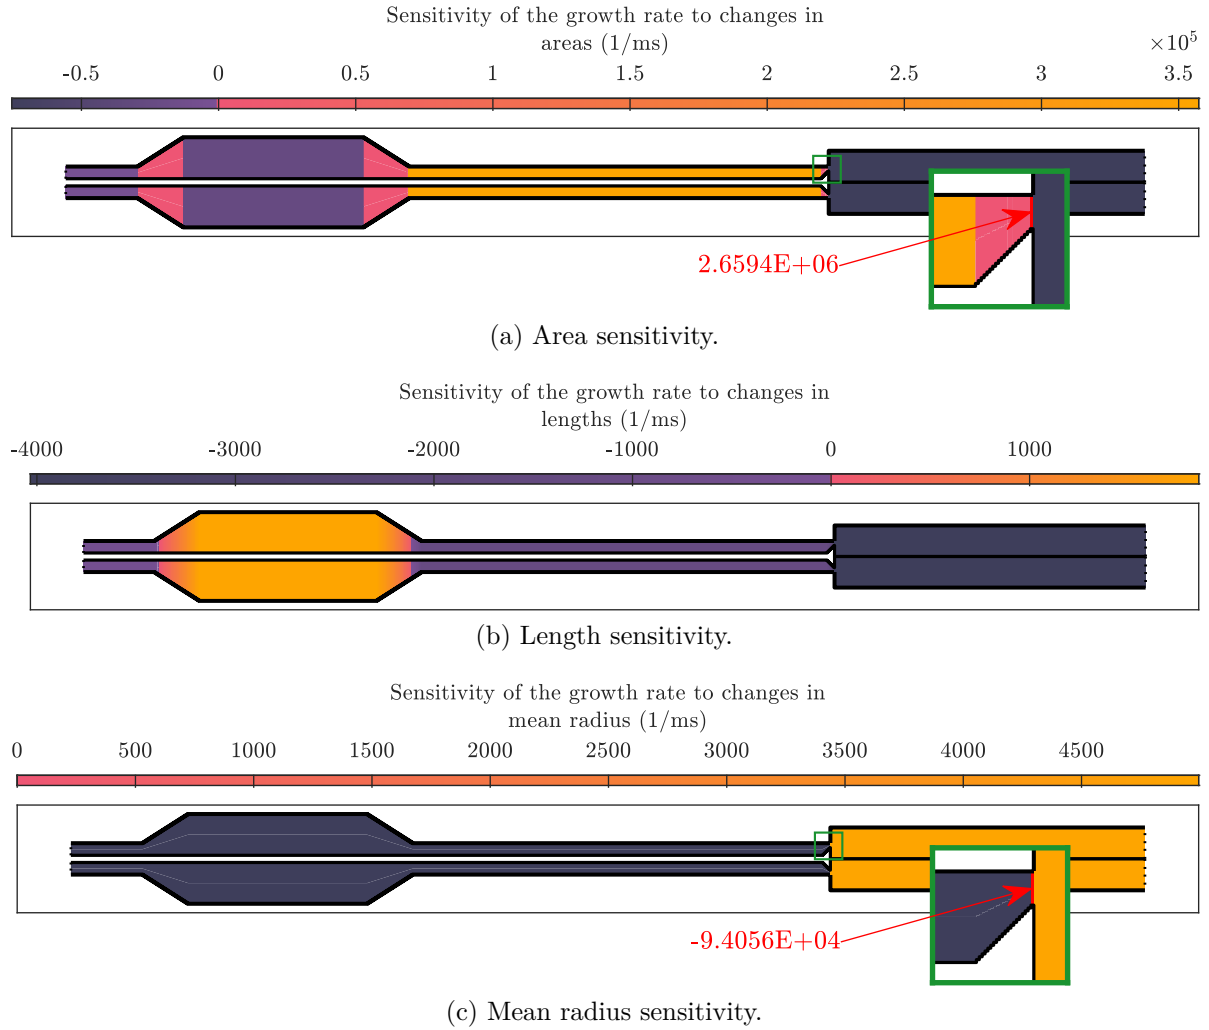 Sensitivity of the growth rate to changes in
areas (1/ms)
×10^5
-0.5 0 0.5 1 1.5 2 2.5 3 3.5
2.6594E+06
(a) Area sensitivity.
Sensitivity of the growth rate to changes in
lengths (1/ms)
-4000 -3000 -2000 -1000 0 1000
(b) Length sensitivity.
Sensitivity of the growth rate to changes in
mean radius (1/ms)
0 500 1000 1500 2000 2500 3000 3500 4000 4500
-9.4056E+04
(c) Mean radius sensitivity.